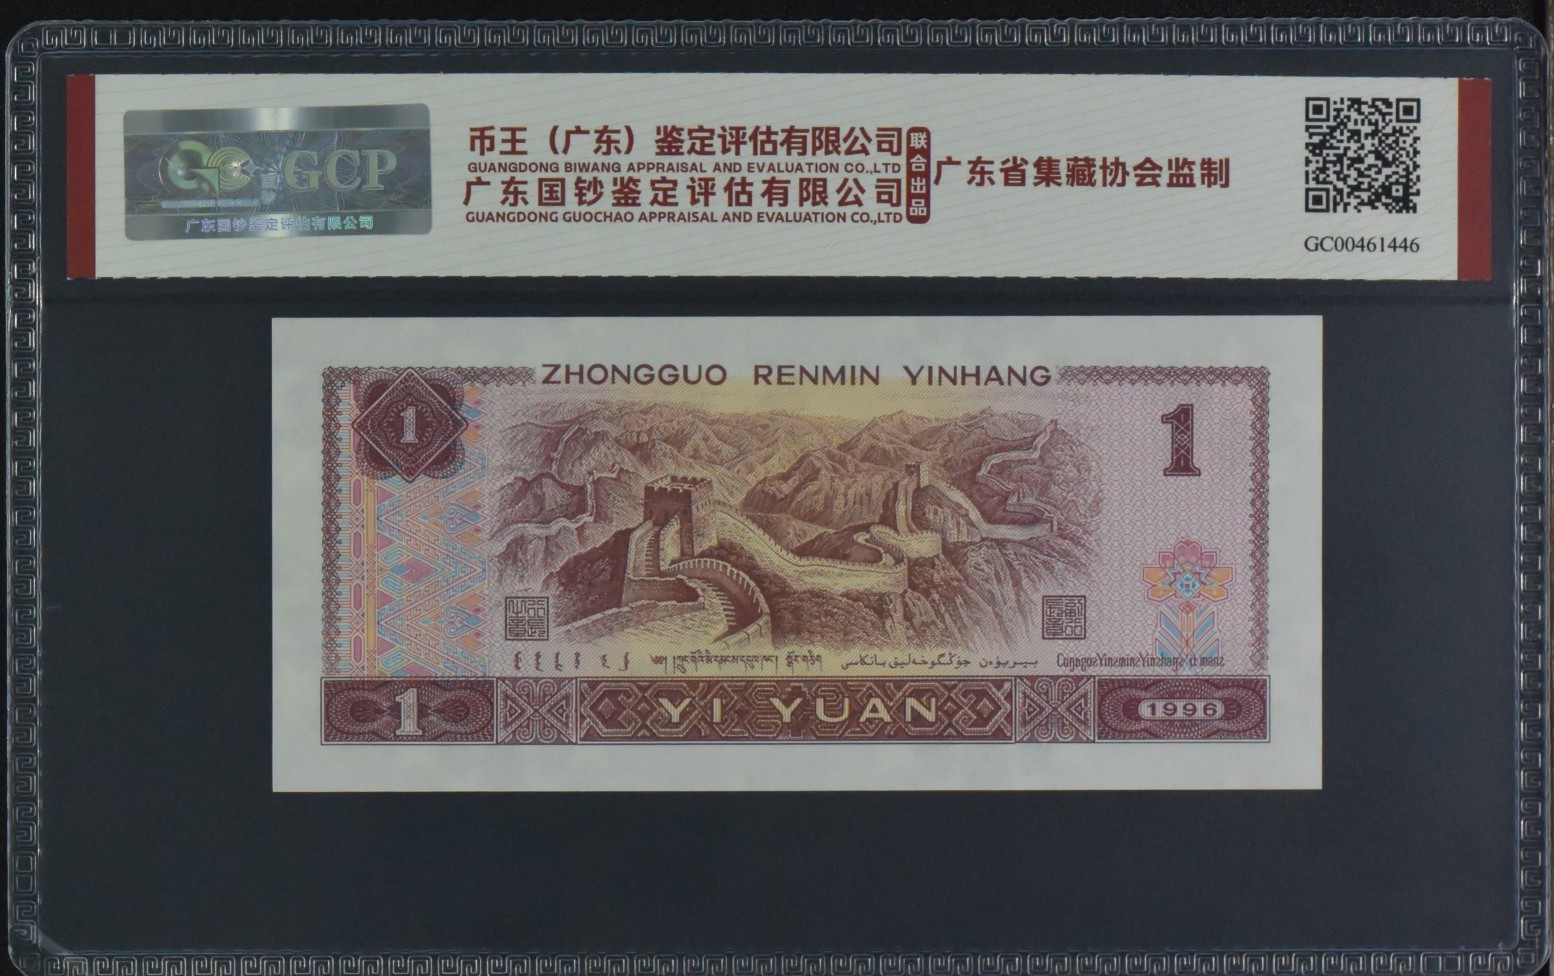 GCP
广东国钞鉴定评估有限公司
币王（广东）鉴定评估有限公司
GUANGDONG BIWANG APPRAISAL AND EVALUATION CO.,LTD
广东国钞鉴定评估有限公司
GUANGDONG GUOCHAO APPRAISAL AND EVALUATION CO.,LTD
联合出品
广东省集藏协会监制
GC00461446
ZHONGGUO RENMIN YINHANG
1
1
1
YI YUAN
1996